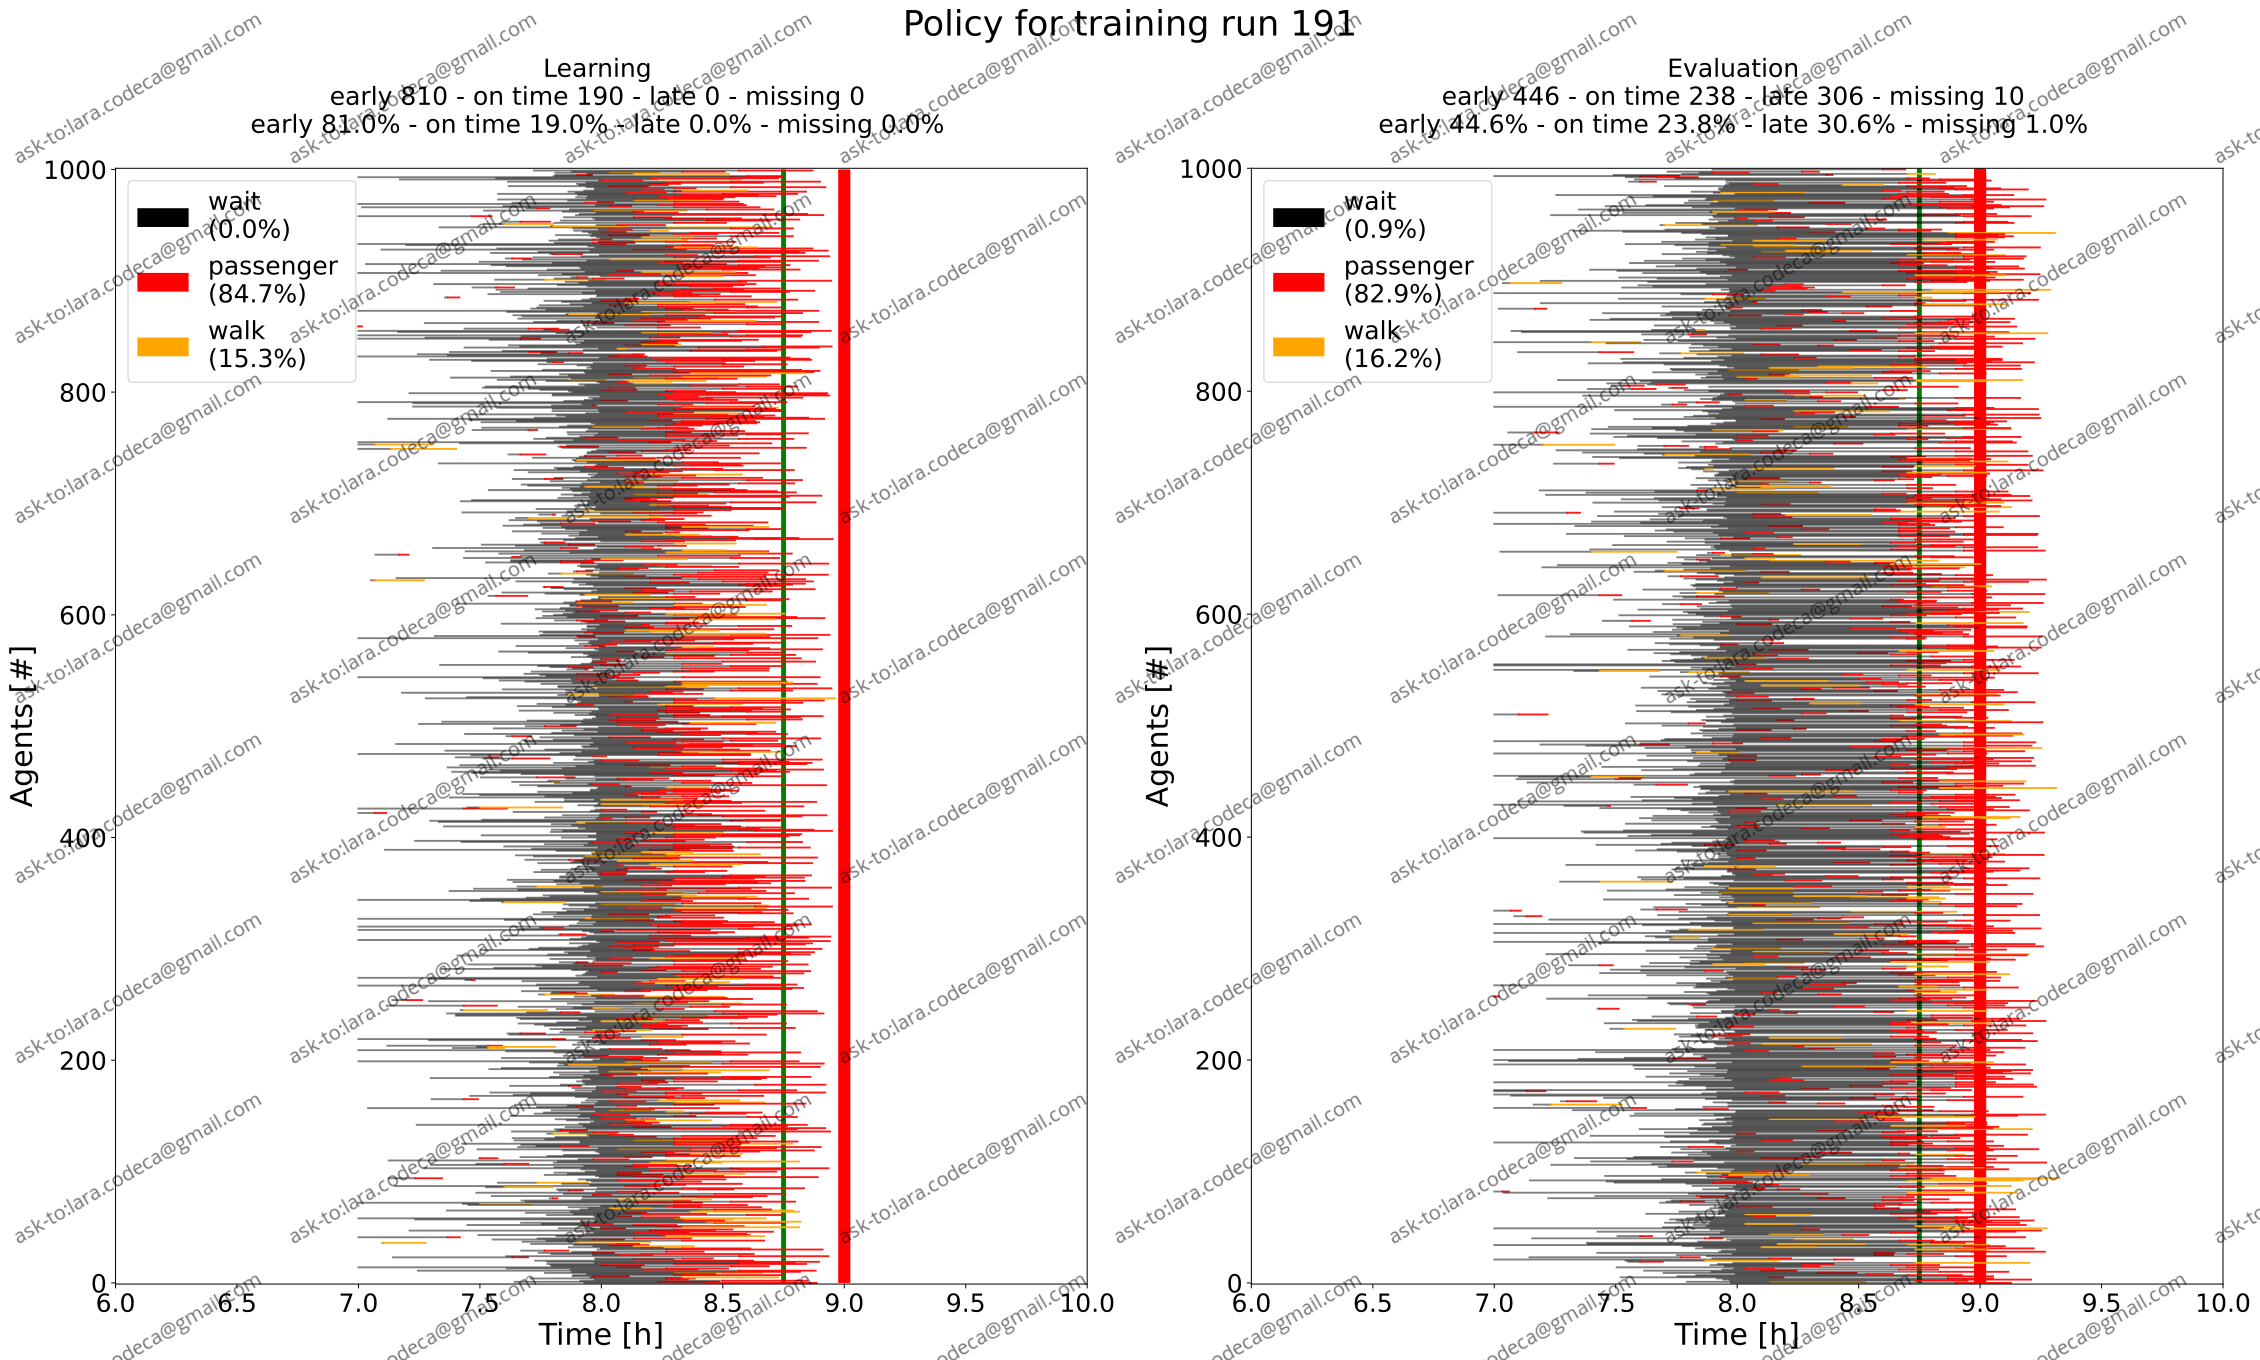 Policy for training run 191
Learning
early 810 - on time 190 - late 0 - missing 0
early 81.0% - on time 19.0% - late 0.0% - missing 0.0%
1000
800
600
400
200
0
Agents [#]
wait
(0.0%)
passenger
(84.7%)
walk
(15.3%)
6.0 6.5 7.0 7.5 8.0 8.5 9.0 9.5 10.0
Time [h]
Evaluation
early 446 - on time 238 - late 306 - missing 10
early 44.6% - on time 23.8% - late 30.6% - missing 1.0%
1000
800
600
400
200
0
Agents [#]
wait
(0.9%)
passenger
(82.9%)
walk
(16.2%)
6.0 6.5 7.0 7.5 8.0 8.5 9.0 9.5 10.0
Time [h]
ask-to:lara.codeca@gmail.com